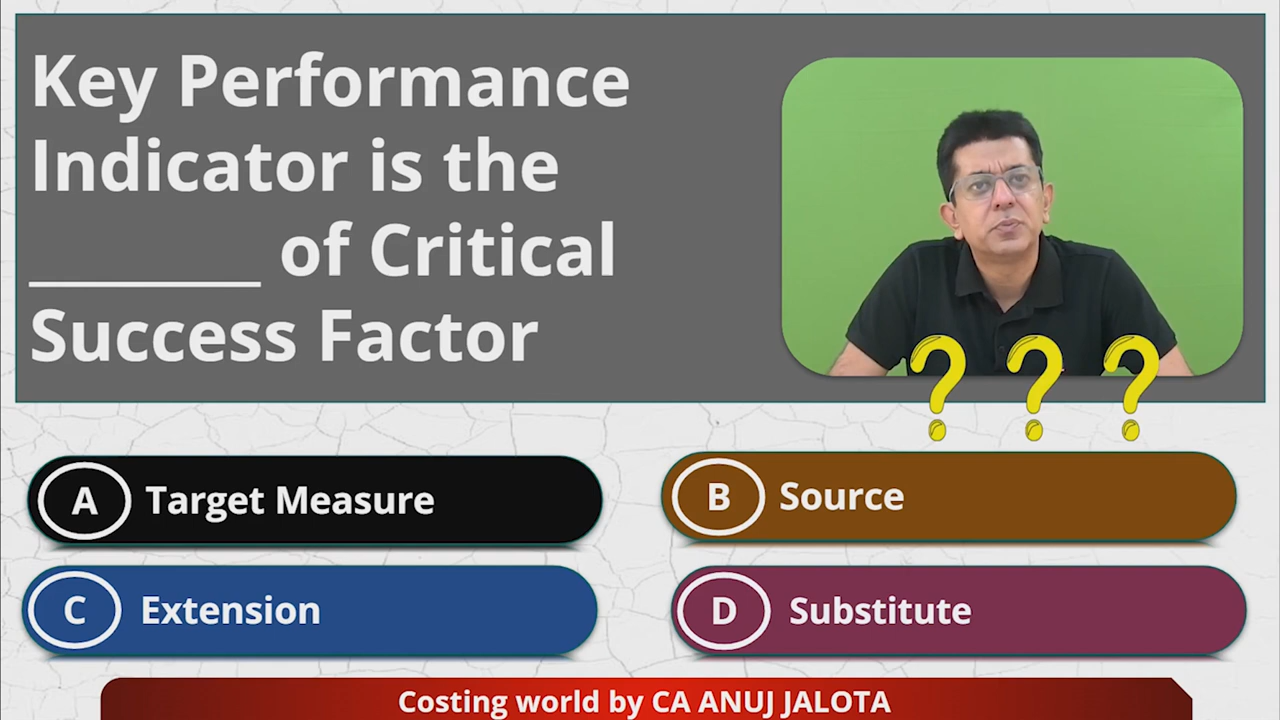 Key Performance
Indicator is the
________ of Critical
Success Factor
? ? ?
A Target Measure
B Source
C Extension
D Substitute
Costing world by CA ANUJ JALOTA